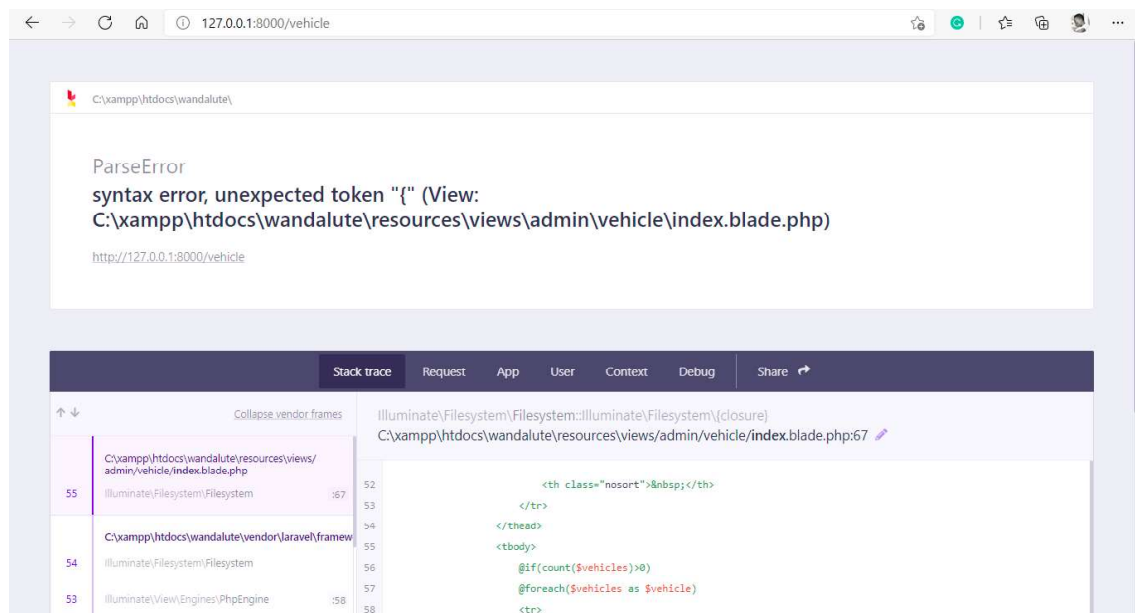 127.0.0.1:8000/vehicle
C:\xampp\htdocs\wandalute\
ParseError
syntax error, unexpected token "{" (View:
C:\xampp\htdocs\wandalute\resources\views\admin\vehicle\index.blade.php)
http://127.0.0.1:8000/vehicle
Stack trace Request App User Context Debug Share
Collapse vendor frames
C:\xampp\htdocs\wandalute\resources\views/
admin/vehicle/index.blade.php
55 Illuminate\Filesystem\Filesystem :67
C:\xampp\htdocs\wandalute\vendor\laravel\framew
54 Illuminate\Filesystem\Filesystem
53 Illuminate\View\Engines\PhpEngine :58
Illuminate\Filesystem\Filesystem::Illuminate\Filesystem\{closure}
C:\xampp\htdocs\wandalute\resources\views/admin/vehicle/index.blade.php:67
52 <th class="nosort">&nbsp;</th>
53 </tr>
54 </thead>
55 <tbody>
56 @if(count($vehicles)>0)
57 @foreach($vehicles as $vehicle)
58 <tr>